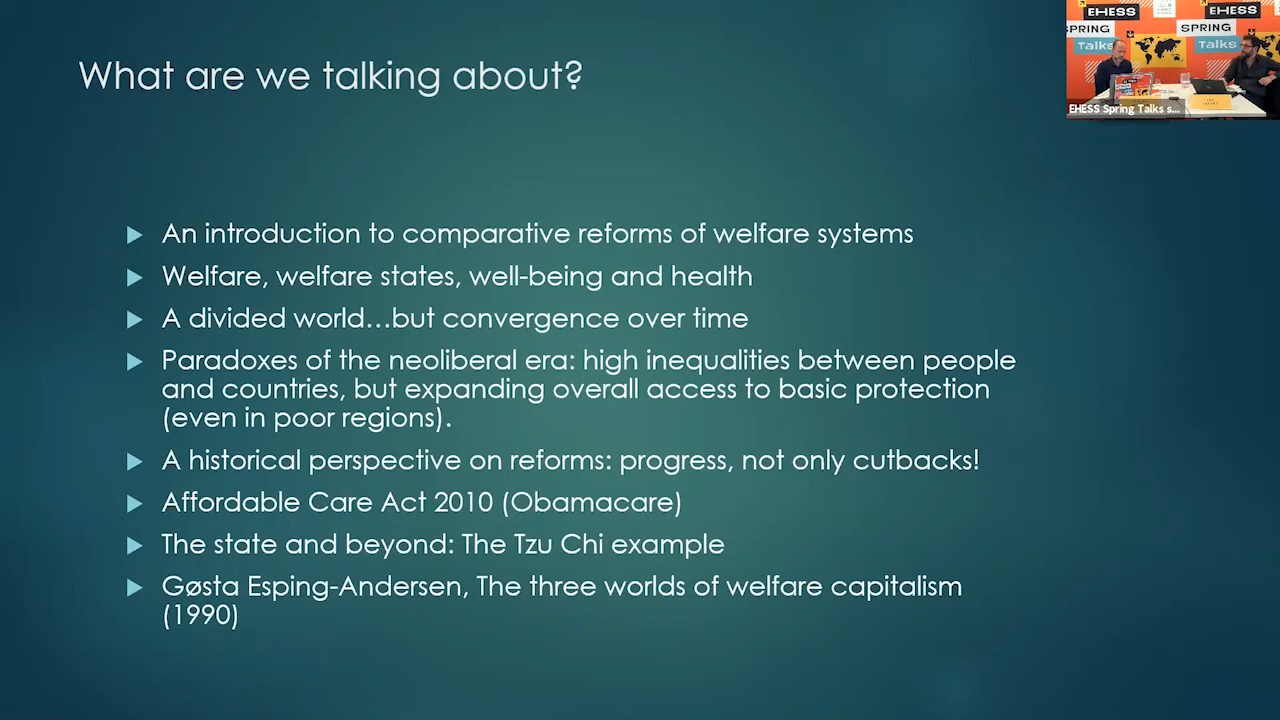 What are we talking about?
EHESS
EHESS
SPRING
SPRING
Talks
Talks
EHESS Spring Talks s...
An introduction to comparative reforms of welfare systems
Welfare, welfare states, well-being and health
A divided world...but convergence over time
Paradoxes of the neoliberal era: high inequalities between people
and countries, but expanding overall access to basic protection
(even in poor regions).
A historical perspective on reforms: progress, not only cutbacks!
Affordable Care Act 2010 (Obamacare)
The state and beyond: The Tzu Chi example
Gøsta Esping-Andersen, The three worlds of welfare capitalism
(1990)